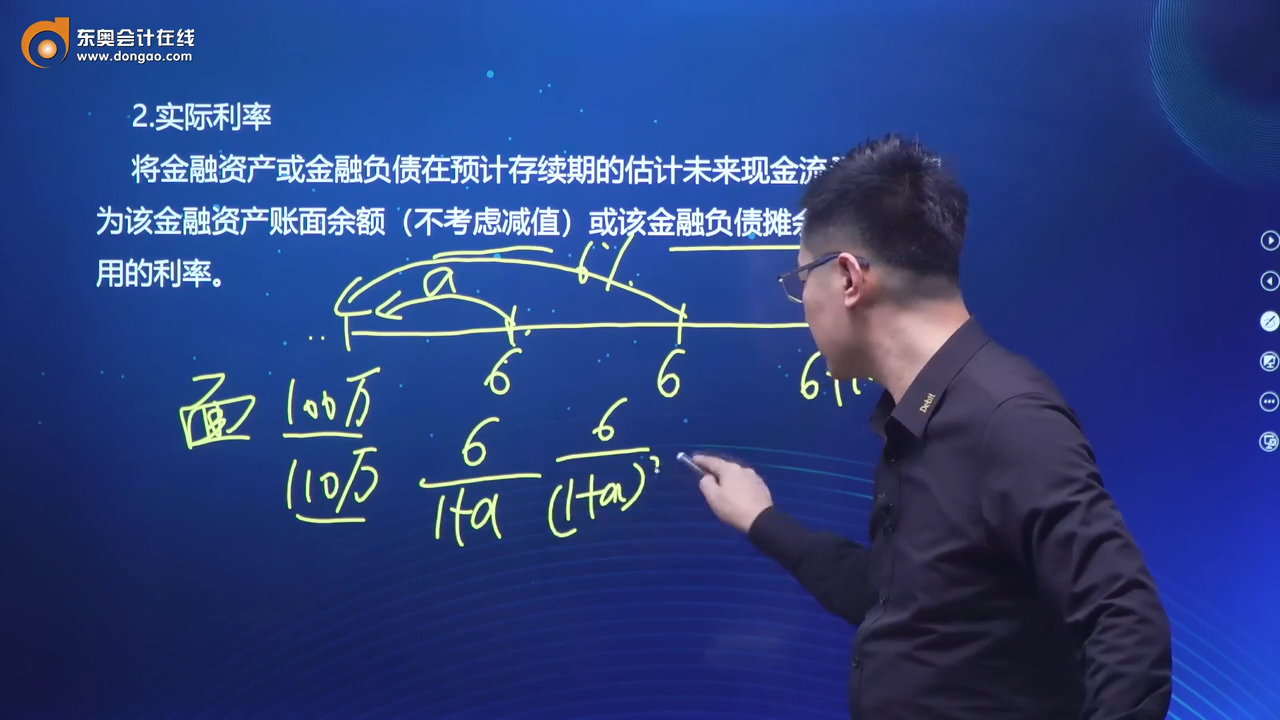 东奥会计在线
www.dongao.com
2.实际利率
将金融资产或金融负债在预计存续期的估计未来现金流
为该金融资产账面余额（不考虑减值）或该金融负债摊余
用的利率。
a
6 6 6
面 100万
110万
6 6
1+a (1+a)²
Debit